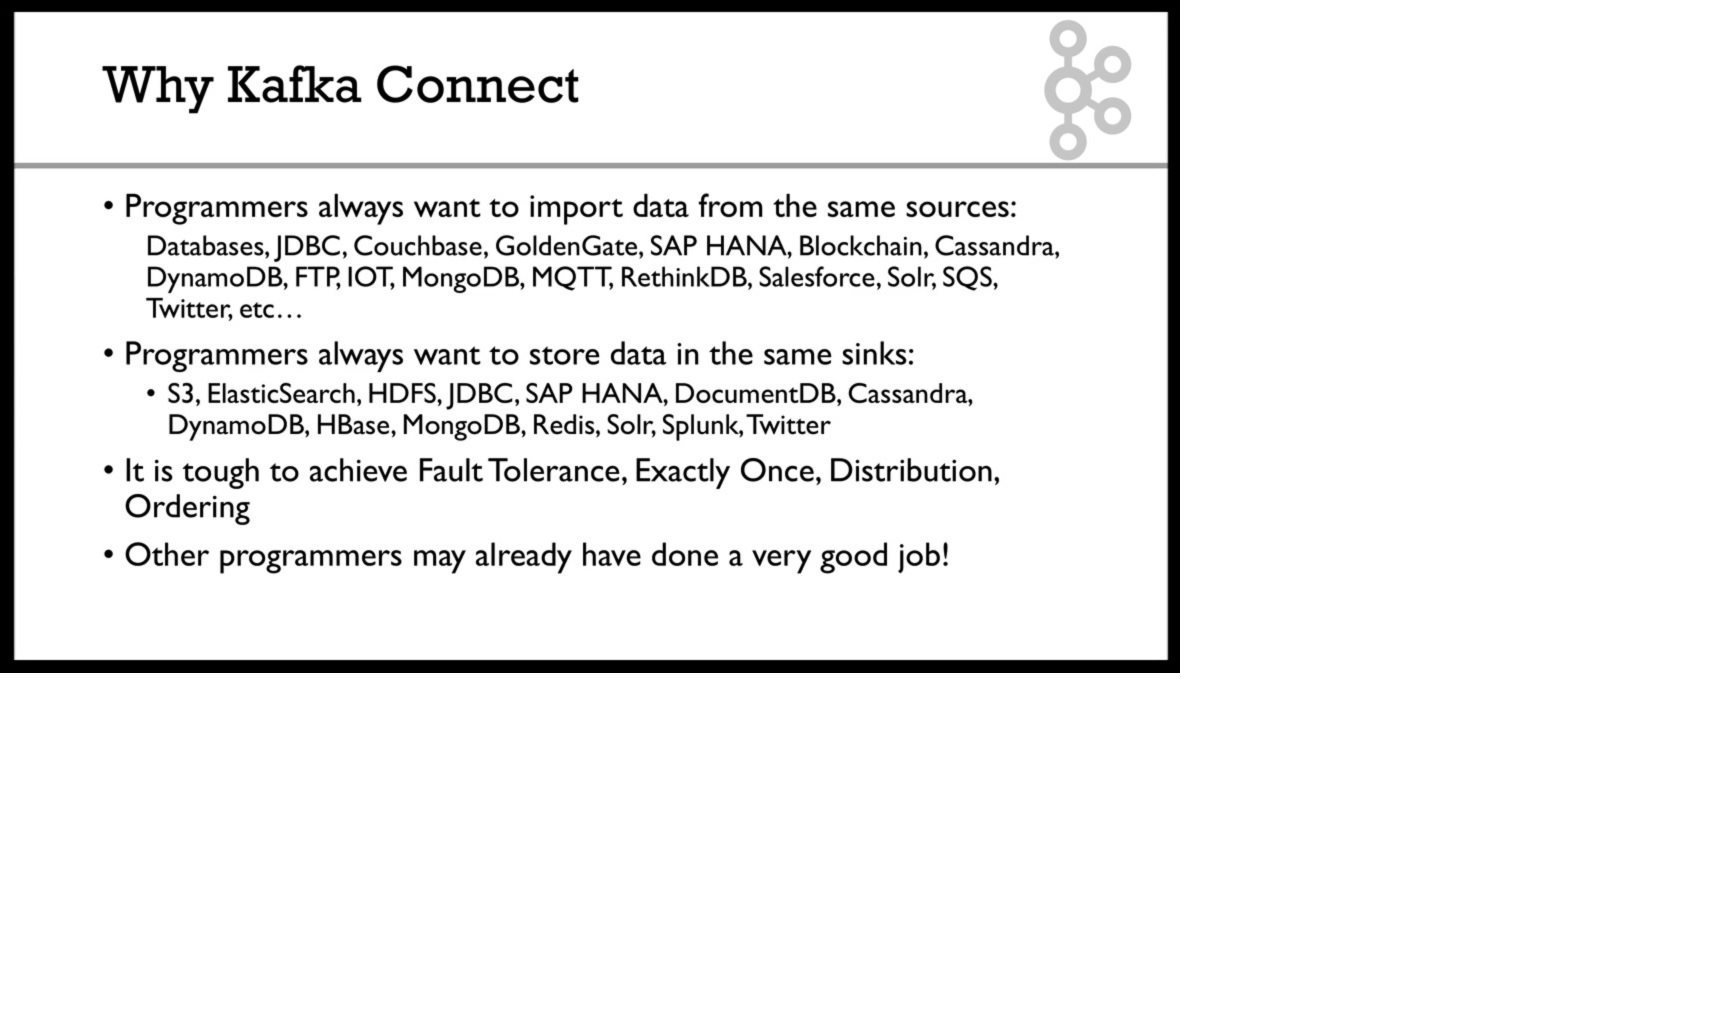 Why Kafka Connect
• Programmers always want to import data from the same sources:
Databases, JDBC, Couchbase, GoldenGate, SAP HANA, Blockchain, Cassandra,
DynamoDB, FTP, IOT, MongoDB, MQTT, RethinkDB, Salesforce, Solr, SQS,
Twitter, etc…
• Programmers always want to store data in the same sinks:
• S3, ElasticSearch, HDFS, JDBC, SAP HANA, DocumentDB, Cassandra,
DynamoDB, HBase, MongoDB, Redis, Solr, Splunk, Twitter
• It is tough to achieve Fault Tolerance, Exactly Once, Distribution,
Ordering
• Other programmers may already have done a very good job!